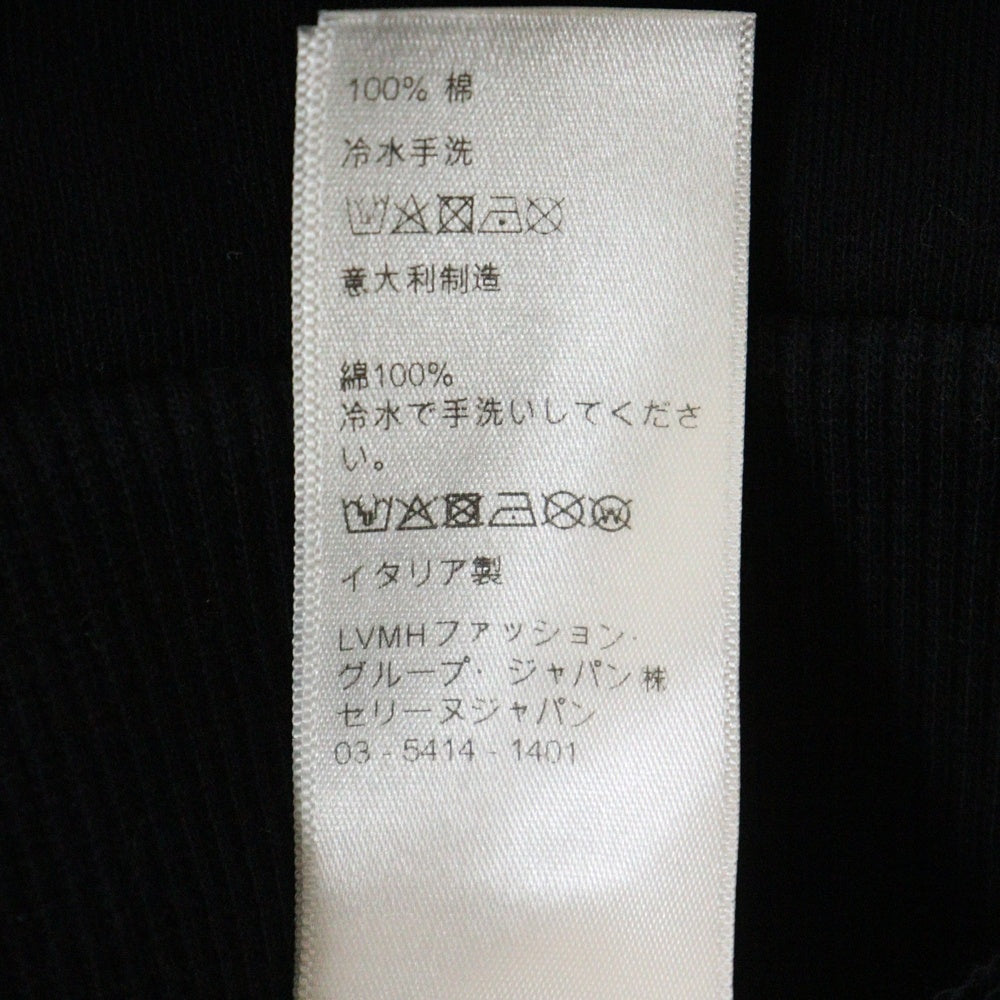 100% 棉
冷水手洗
意大利制造
綿100%
冷水で手洗いしてくださ
い。
イタリア製
LVMHファッション·
グループ· ジャパン株
セリーヌジャパン
03 - 5414 - 1401